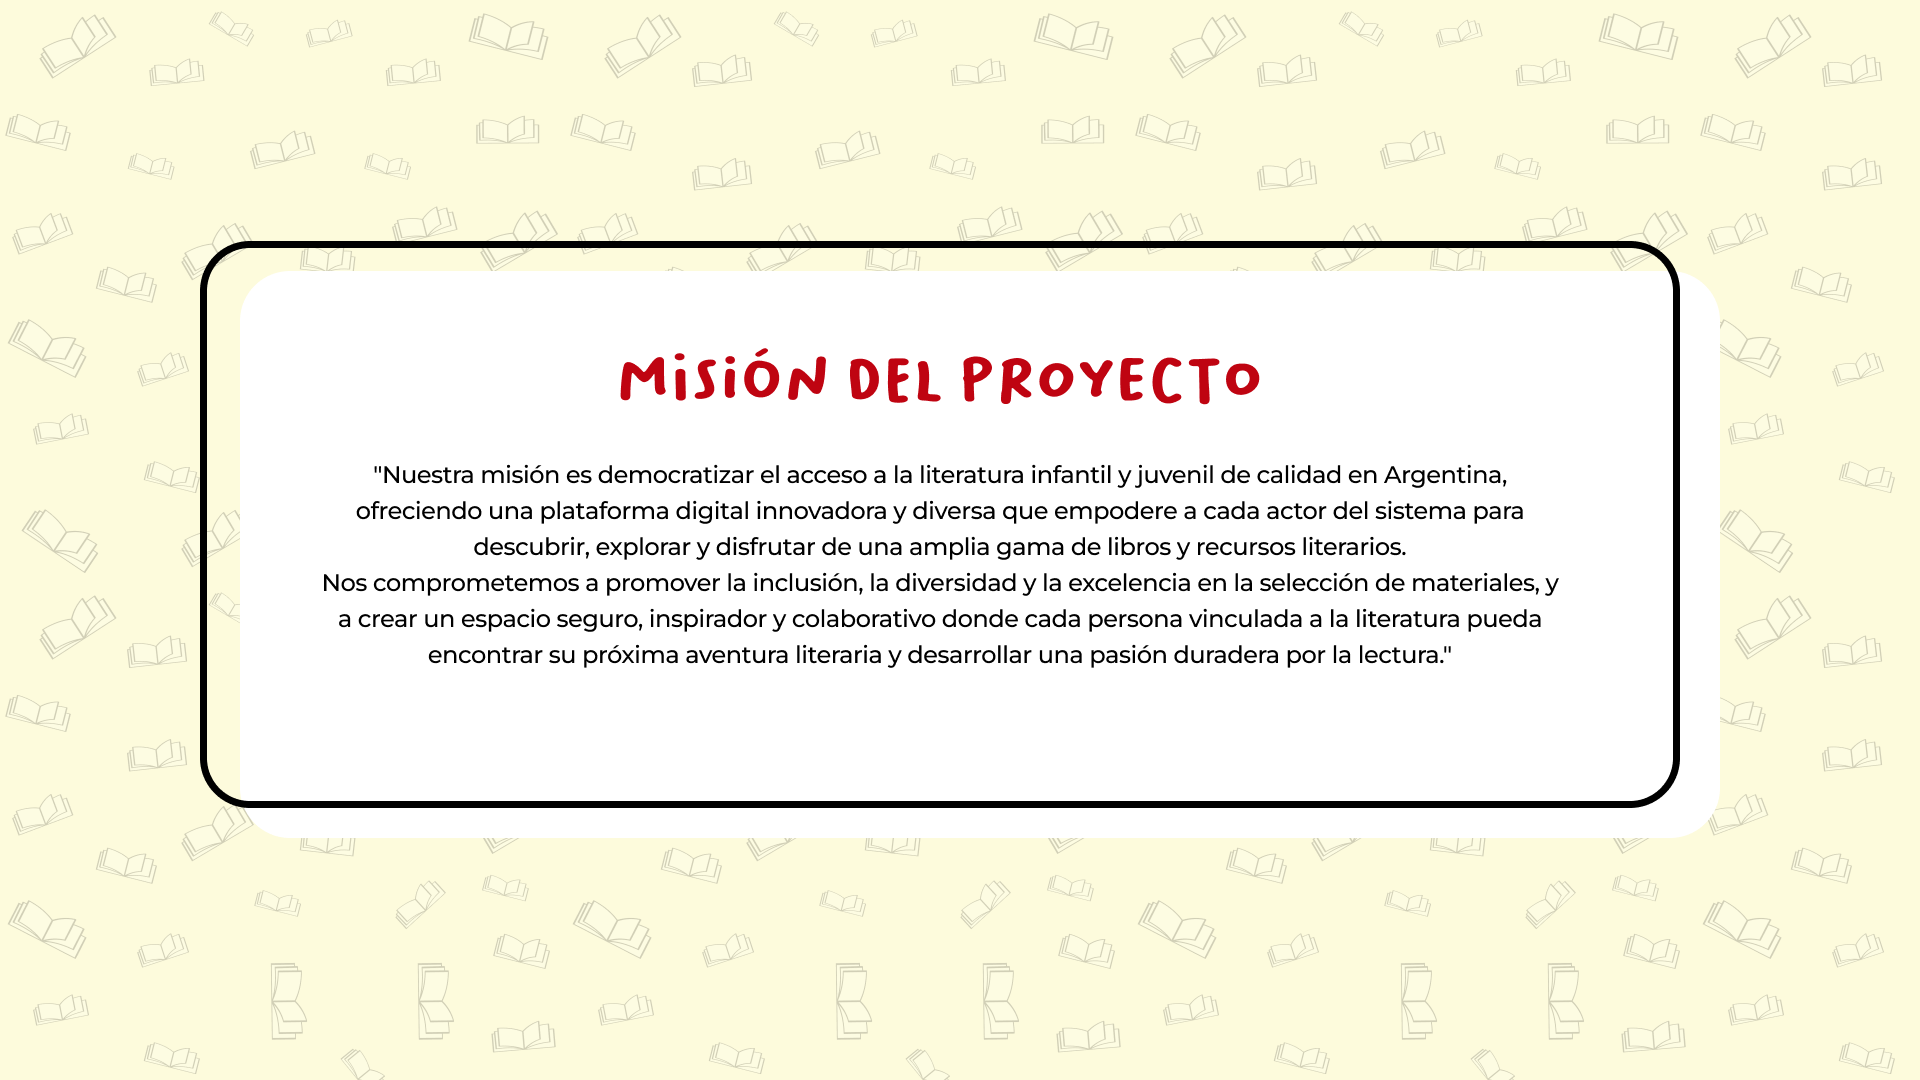 MiSiÓN DEL PROYECTO
"Nuestra misión es democratizar el acceso a la literatura infantil y juvenil de calidad en Argentina,
ofreciendo una plataforma digital innovadora y diversa que empodere a cada actor del sistema para
descubrir, explorar y disfrutar de una amplia gama de libros y recursos literarios.
Nos comprometemos a promover la inclusión, la diversidad y la excelencia en la selección de materiales, y
a crear un espacio seguro, inspirador y colaborativo donde cada persona vinculada a la literatura pueda
encontrar su próxima aventura literaria y desarrollar una pasión duradera por la lectura."